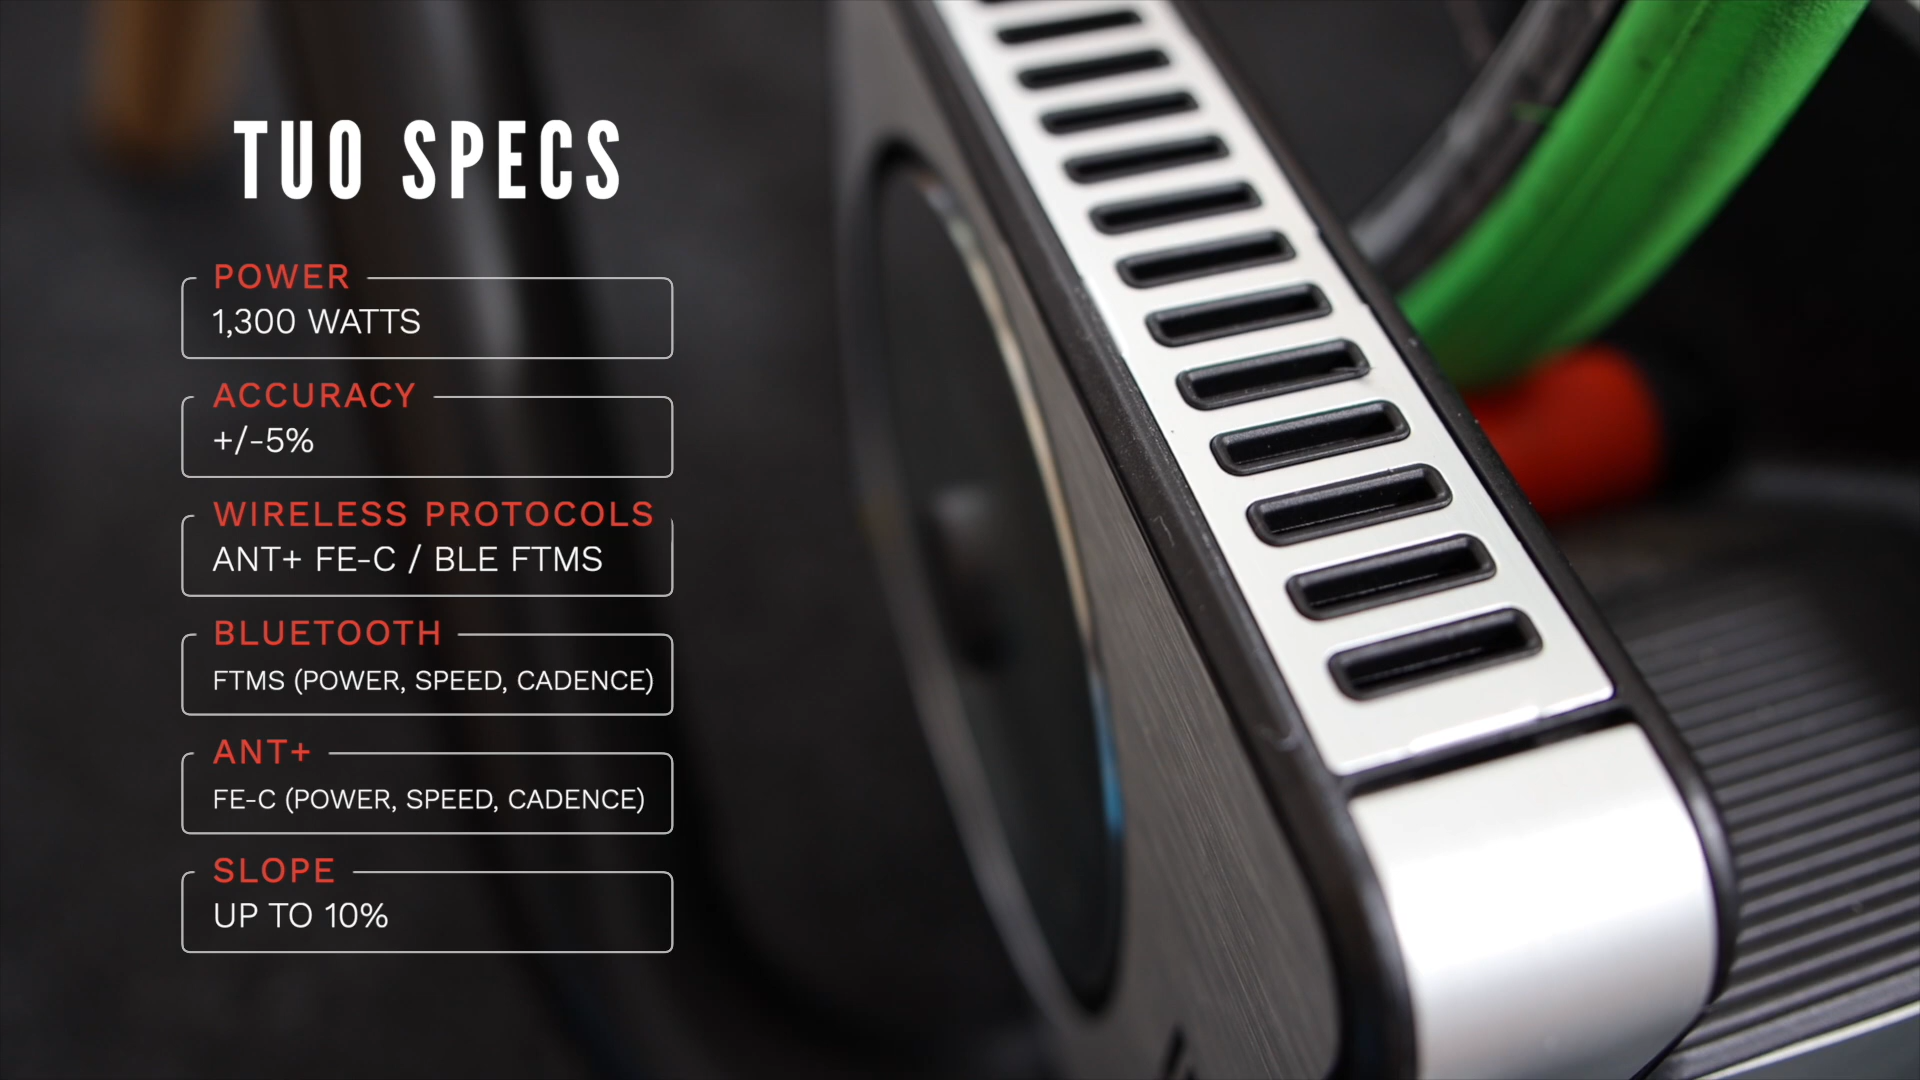 TUO SPECS
POWER
1,300 WATTS
ACCURACY
+/-5%
WIRELESS PROTOCOLS
ANT+ FE-C / BLE FTMS
BLUETOOTH
FTMS (POWER, SPEED, CADENCE)
ANT+
FE-C (POWER, SPEED, CADENCE)
SLOPE
UP TO 10%